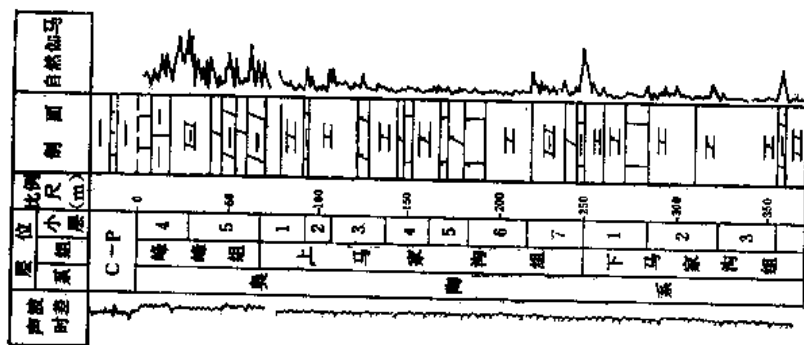 自然伽马
剖面
比例尺(m)
0
-50
-100
-150
-200
-250
-300
-350
层位
小层
4
5
1
2
3
4
5
6
7
1
2
3
组
C-P
峰峰组
上马家沟组
下马家沟组
系
奥陶系
声波时差